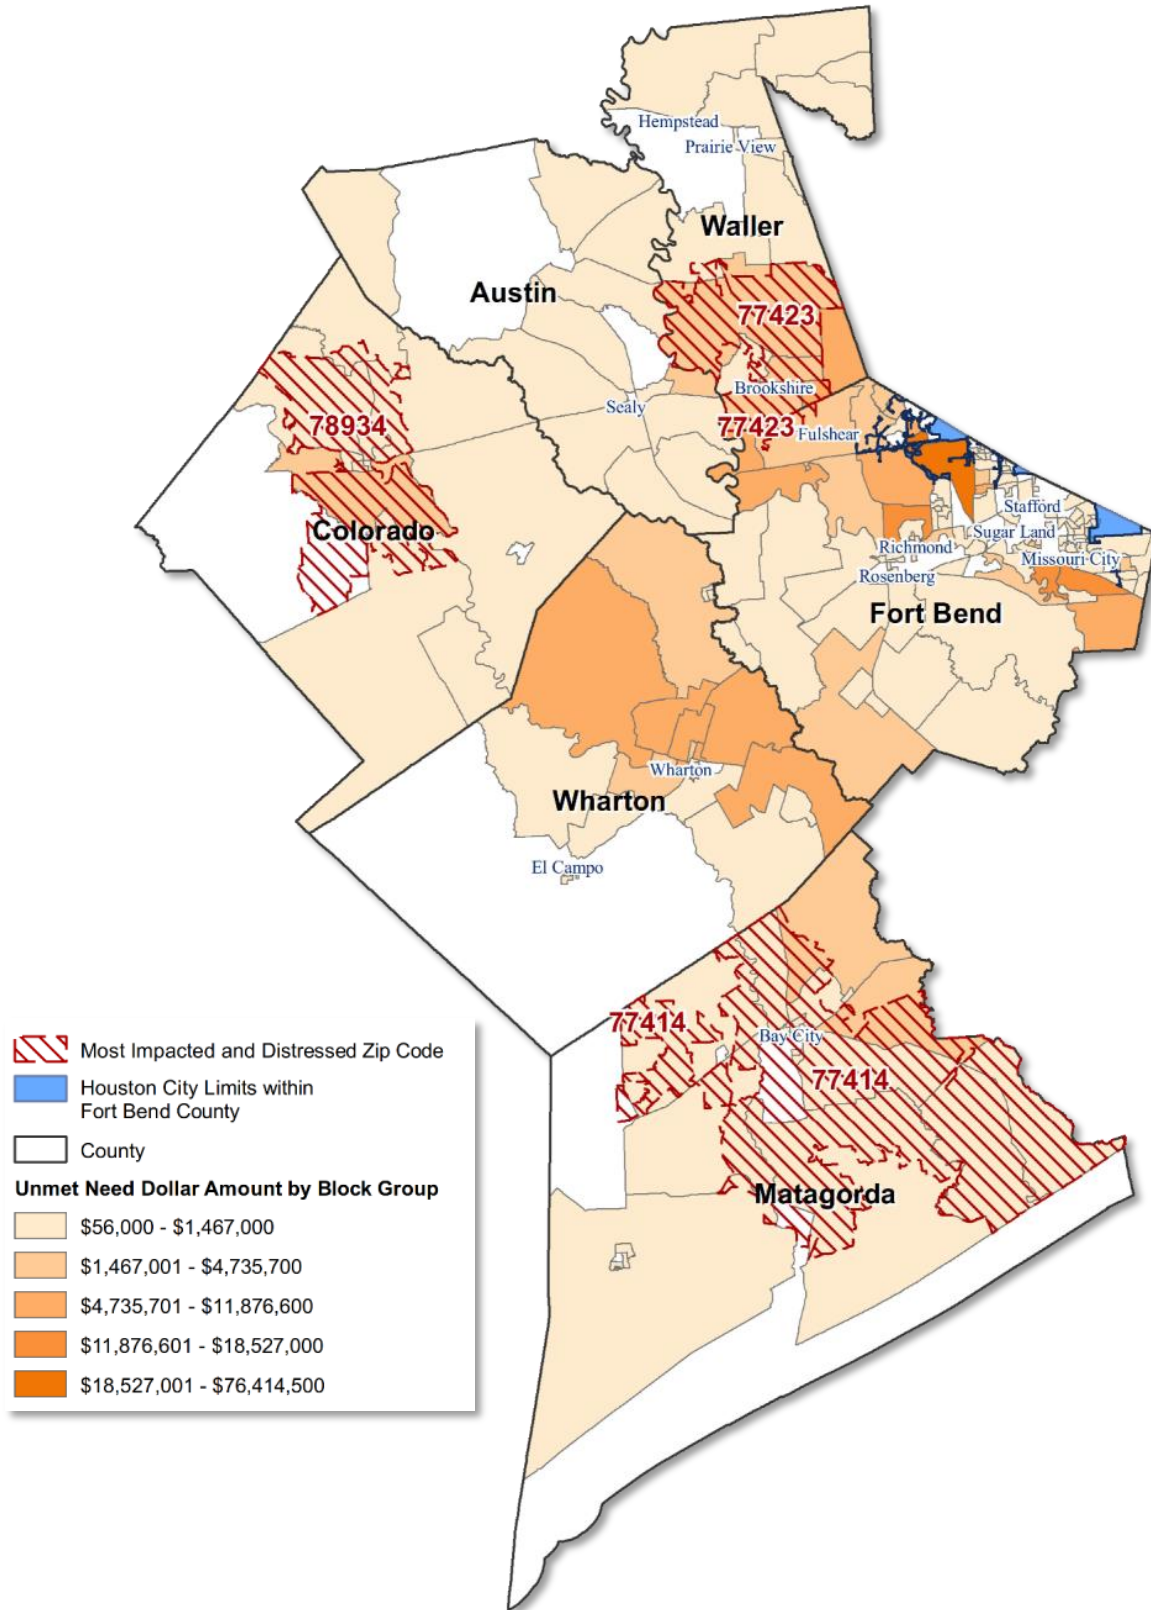 Hempstead
Prairie View
Waller
Austin
77423
Brookshire
Sealy
77423
Fulshear
78934
Stafford
Sugar Land
Colorado
Richmond
Missouri City
Rosenberg
Fort Bend
Wharton
Wharton
El Campo
77414
Bay City
77414
Matagorda
Most Impacted and Distressed Zip Code
Houston City Limits within
Fort Bend County
County
Unmet Need Dollar Amount by Block Group
$56,000 - $1,467,000
$1,467,001 - $4,735,700
$4,735,701 - $11,876,600
$11,876,601 - $18,527,000
$18,527,001 - $76,414,500